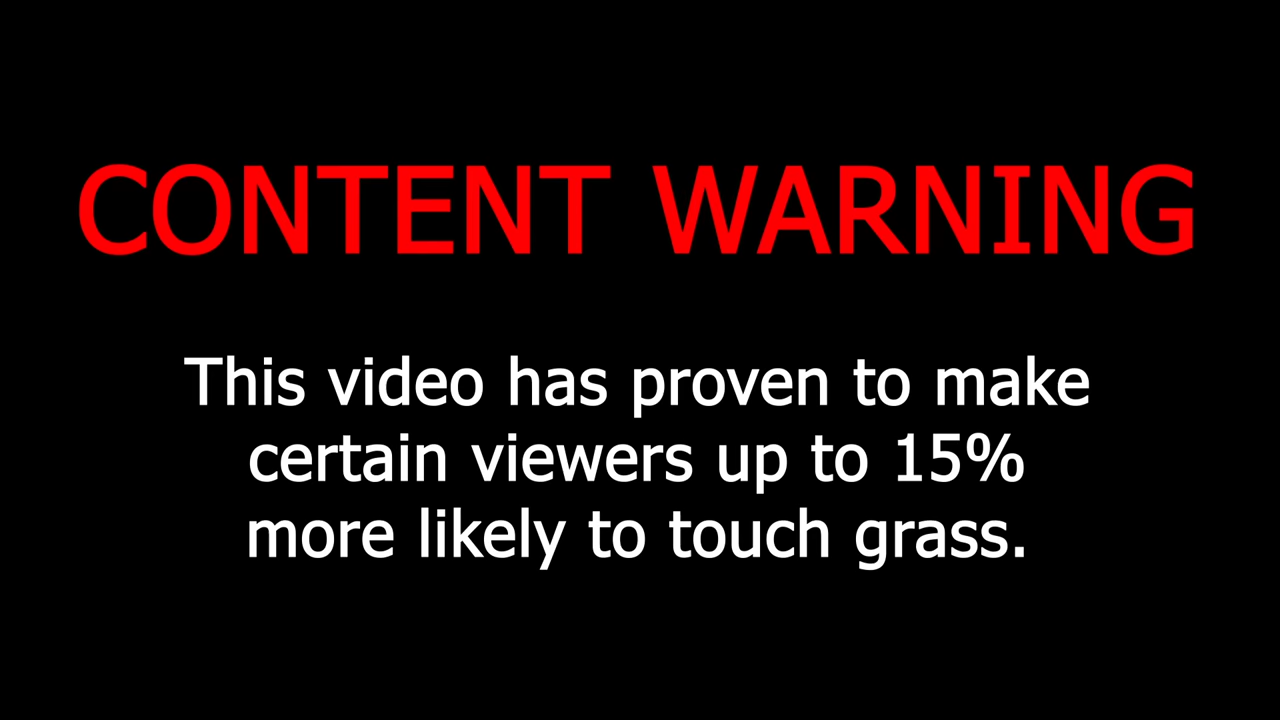 CONTENT WARNING
This video has proven to make
certain viewers up to 15%
more likely to touch grass.